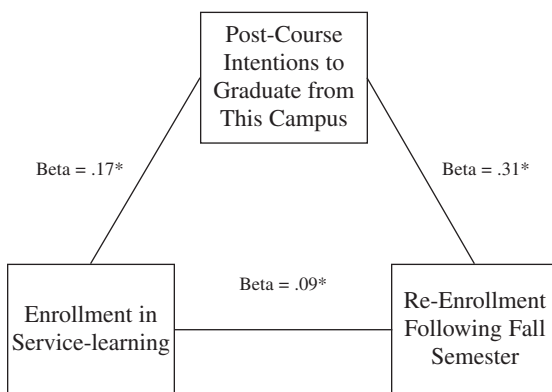 Post-Course
Intentions to
Graduate from
This Campus
Beta = .17*
Beta = .31*
Beta = .09*
Enrollment in
Service-learning
Re-Enrollment
Following Fall
Semester